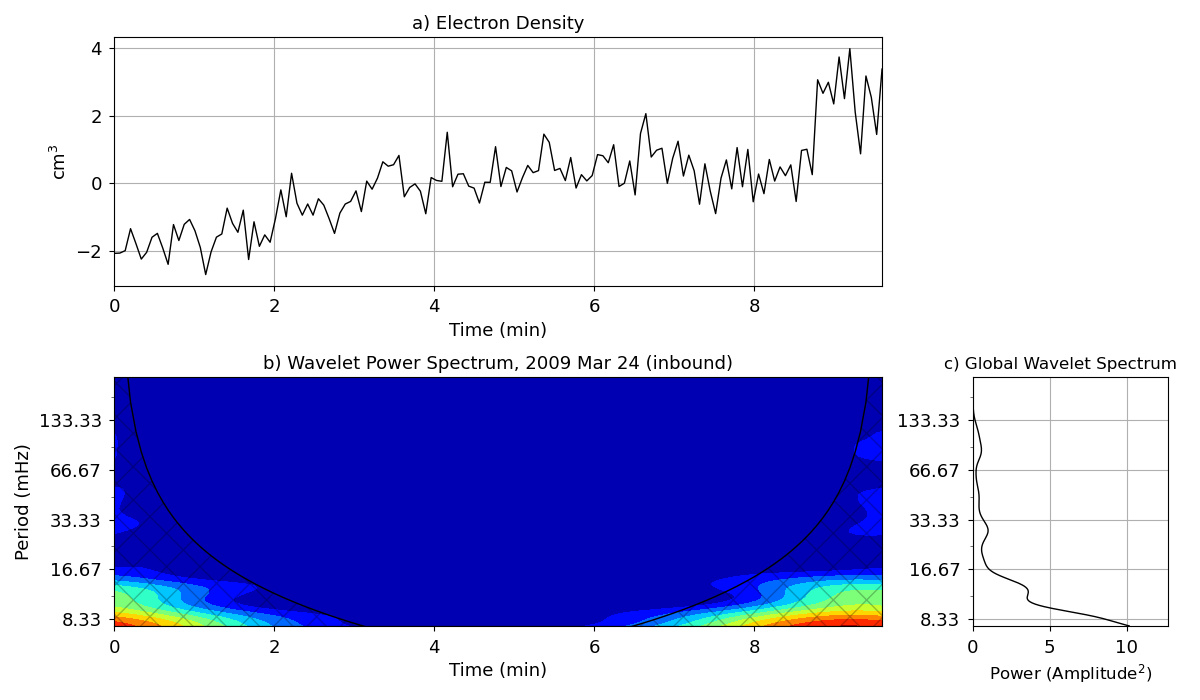 a) Electron Density
4
2
0
−2
cm³
0 2 4 6 8
Time (min)
b) Wavelet Power Spectrum, 2009 Mar 24 (inbound)
133.33
66.67
33.33
16.67
8.33
Period (mHz)
0 2 4 6 8
Time (min)
c) Global Wavelet Spectrum
133.33
66.67
33.33
16.67
8.33
0 5 10
Power (Amplitude²)